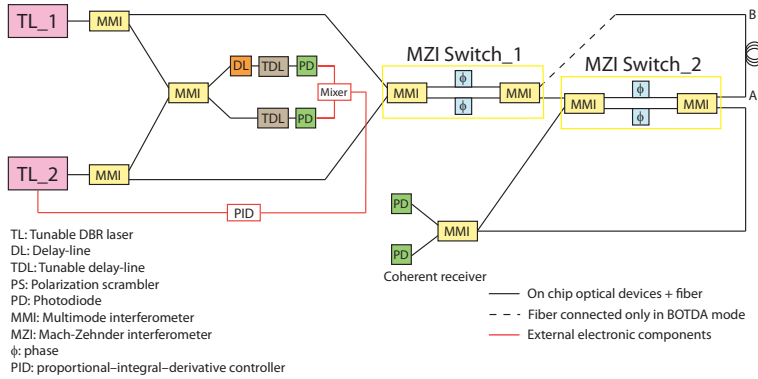 TL_1
MMI
B
DL
TDL
PD
MZI Switch_1
MMI
Mixer
ϕ
MMI
MMI
ϕ
MZI Switch_2
A
TDL
PD
MMI
ϕ
MMI
ϕ
TL_2
MMI
PID
PD
MMI
PD
Coherent receiver
TL: Tunable DBR laser
DL: Delay-line
TDL: Tunable delay-line
PS: Polarization scrambler
PD: Photodiode
MMI: Multimode interferometer
MZI: Mach-Zehnder interferometer
ϕ: phase
PID: proportional–integral–derivative controller
On chip optical devices + fiber
Fiber connected only in BOTDA mode
External electronic components